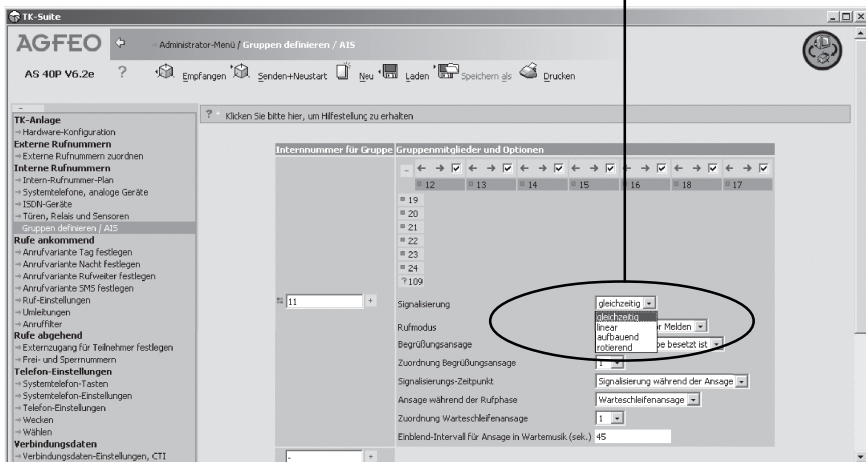 TK-Suite
AGFEO
Administrator-Menü / Gruppen definieren / AIS
AS 40P V6.2e ? Empfangen Senden+Neustart Neu Laden Speichern als Drucken
? Klicken Sie bitte hier, um Hilfestellung zu erhalten
TK-Anlage
Hardware-Konfiguration
Externe Rufnummern
Externe Rufnummern zuordnen
Interne Rufnummern
Intern-Rufnummer-Plan
Systemtelefone, analoge Geräte
ISDN-Geräte
Türen, Relais und Sensoren
Gruppen definieren / AIS
Rufe ankommend
Anrufvariante Tag festlegen
Anrufvariante Nacht festlegen
Anrufvariante Rufweiter festlegen
Anrufvariante SMS festlegen
Ruf-Einstellungen
Umleitungen
Anruffilter
Rufe abgehend
Externzugang für Teilnehmer festlegen
Frei- und Sperrnummern
Telefon-Einstellungen
Systemtelefon-Tasten
Systemtelefon-Einstellungen
Telefon-Einstellungen
Wecken
Wählen
Verbindungsdaten
Verbindungsdaten-Einstellungen, CTI
Internnummer für Gruppe Gruppenmitglieder und Optionen
12 13 14 15 16 18 17
19
20
21
22
23
24
?109
11 +
Signalisierung gleichzeitig
gleichzeitig
linear
aufbauend
rotierend
Rufmodus Melden
Begrüßungsansage besetzt ist
Zuordnung Begrüßungsansage 1
Signalisierungs-Zeitpunkt Signalisierung während der Ansage
Ansage während der Rufphase Warteschleifenansage
Zuordnung Warteschleifenansage 1
Einblend-Intervall für Ansage in Wartemusik (sek.) 45
- +